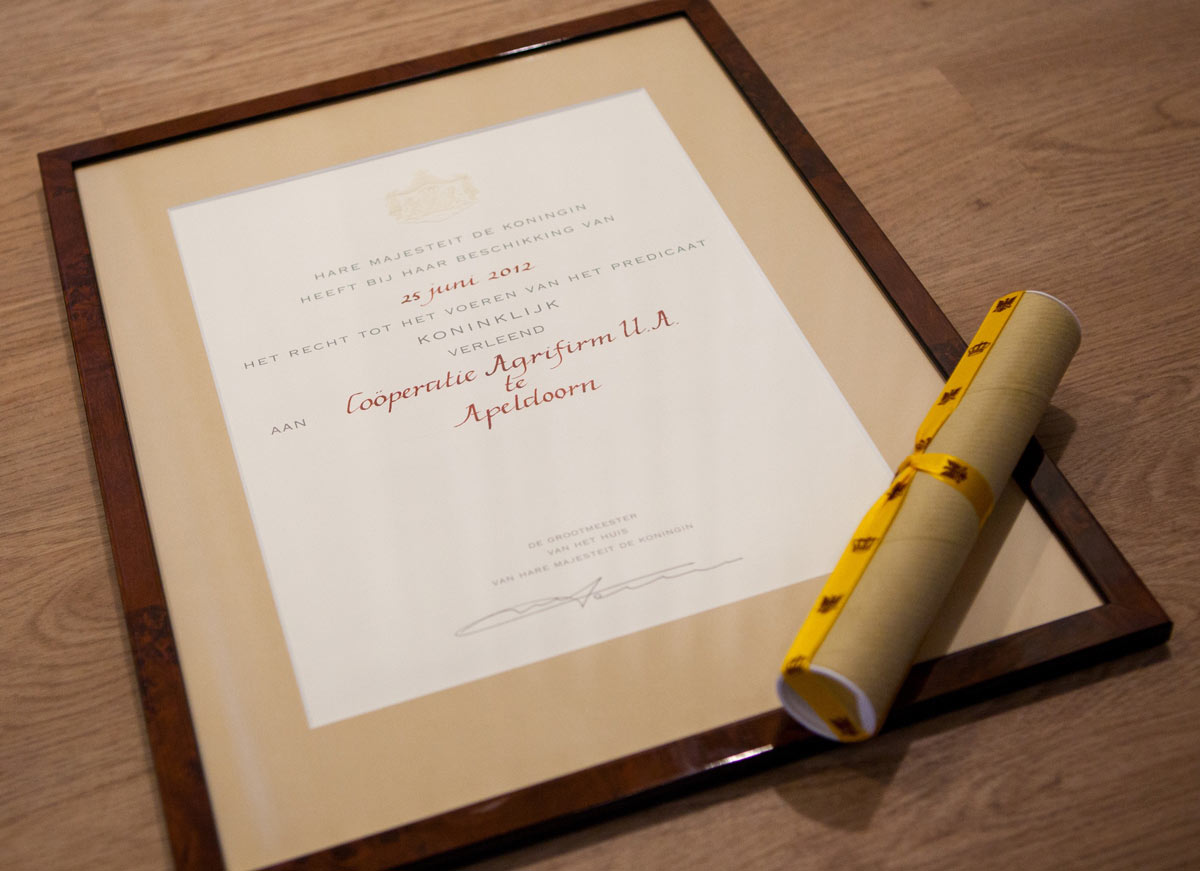 HARE MAJESTEIT DE KONINGIN
HEEFT BIJ HAAR BESCHIKKING VAN
25 juni 2012
HET RECHT TOT HET VOEREN VAN HET PREDICAAT
KONINKLIJK
VERLEEND
AAN Coöperatie Agrifirm U.A.
te
Apeldoorn
DE GROOTMEESTER
VAN HET HUIS
VAN HARE MAJESTEIT DE KONINGIN